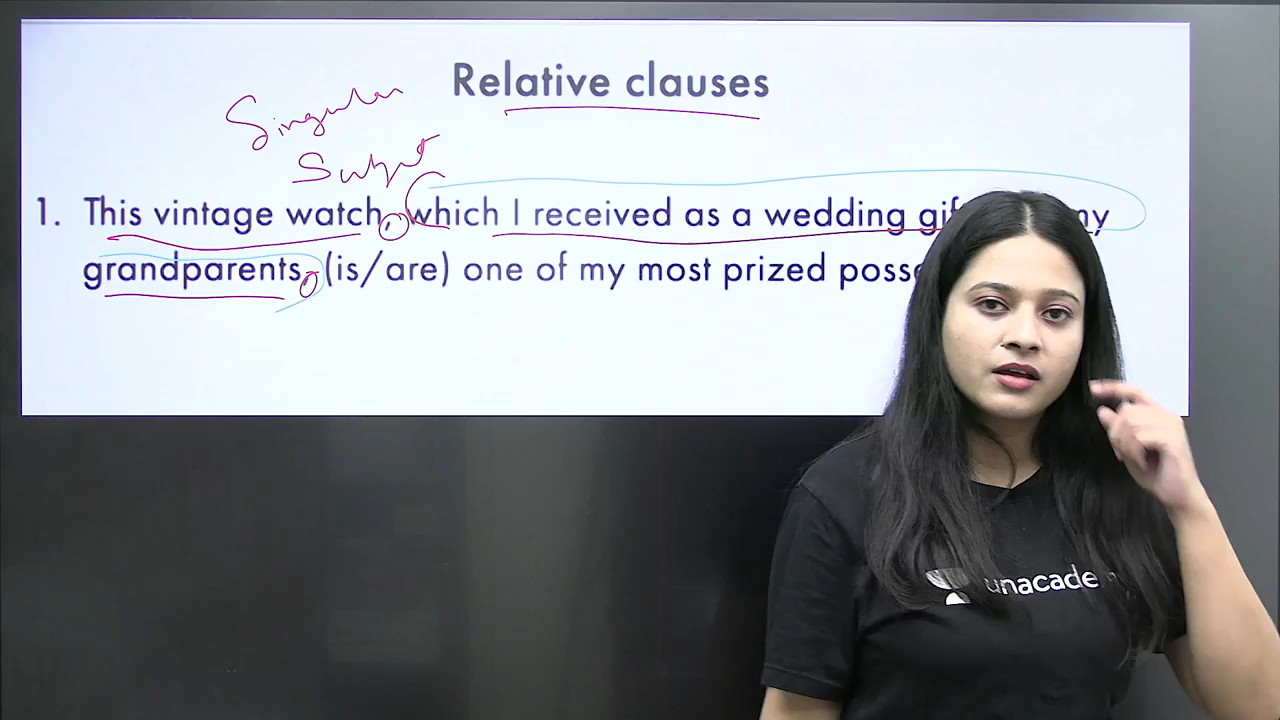 Relative clauses
Singular
Subject
1. This vintage watch, which I received as a wedding gif my
grandparents, (is/are) one of my most prized posse
unacade